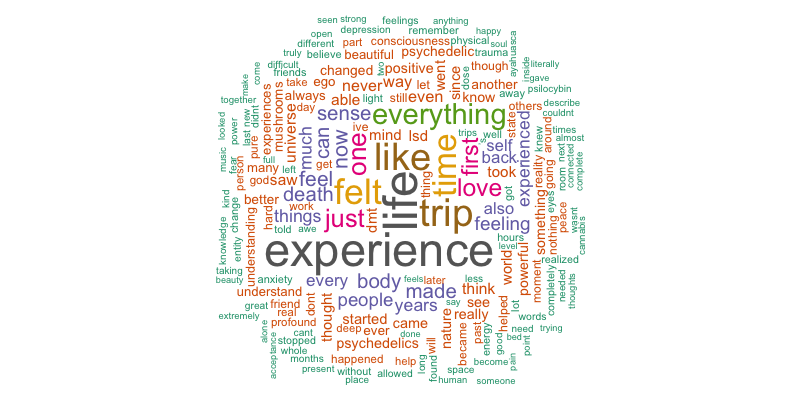 seen strong feelings anything
open depression remember happy
different part consciousness physical soul
truly believe beautiful psychedelic trauma ayahuasca
difficult changed two positive went since though inside literally
come friends
make take ego never way let dose another gave psilocybin
together always able light still even know away others describe
looked power last new didnt experiences mushrooms day sense everything couldnt
universe much can now ive one mind lsd trips s well state knew times
music fear pure full like time first self around almost
many left get back experienced reality next
person god saw feel felt life thing love took something going room connected complete
kind better death trip got eyes
hard work just dmt also nothing peace wasnt cannabis
knowledge entity change understanding things told awe feeling
experience hours level world powerful moment realized
taking
beauty anxiety every body feels later less completely needed thoughts
understand people years made say think lot
great friend dont thought started came see really helped words
extremely real
profound cant deep ever done will nature became past energy need trying
alone stopped psychedelics good bed point
acceptance whole
months happened help long found become pain
present without allowed space
place human someone